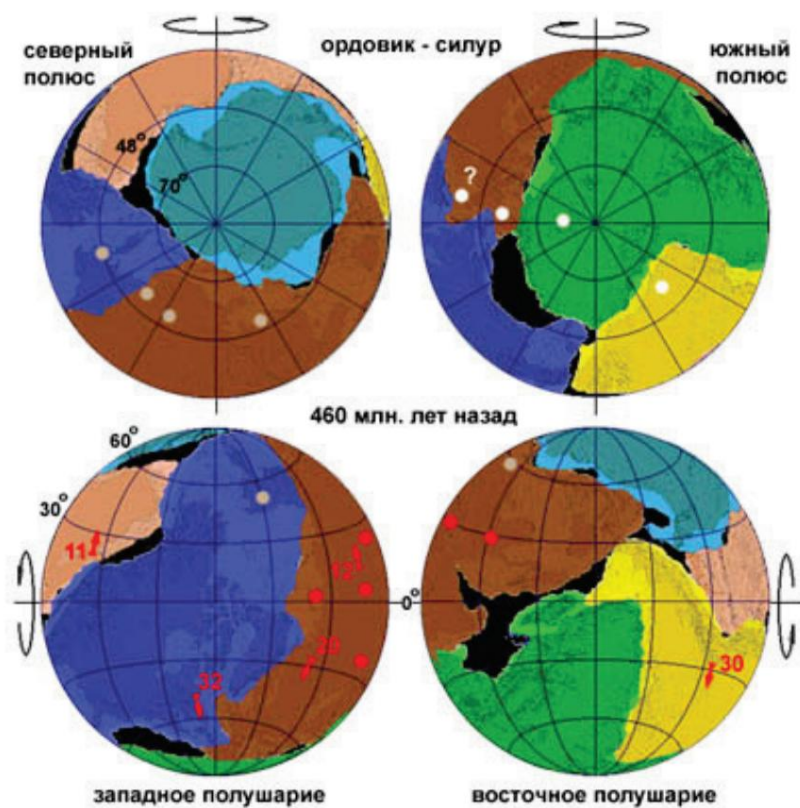 северный
полюс
ордовик - силур
южный
полюс
48°
70°
?
460 млн. лет назад
60°
30°
11
12
0°
20
32
30
западное полушарие
восточное полушарие